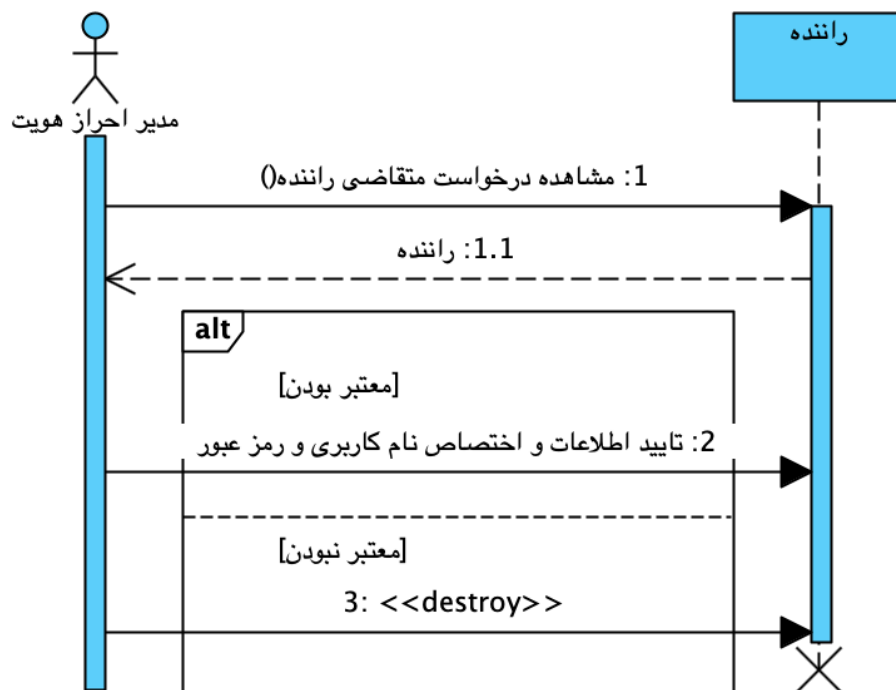 راننده
مدیر احراز هویت
1: مشاهده درخواست متقاضی راننده()
1.1: راننده
alt
[معتبر بودن]
2: تایید اطلاعات و اختصاص نام کاربری و رمز عبور
[معتبر نبودن]
3: <<destroy>>